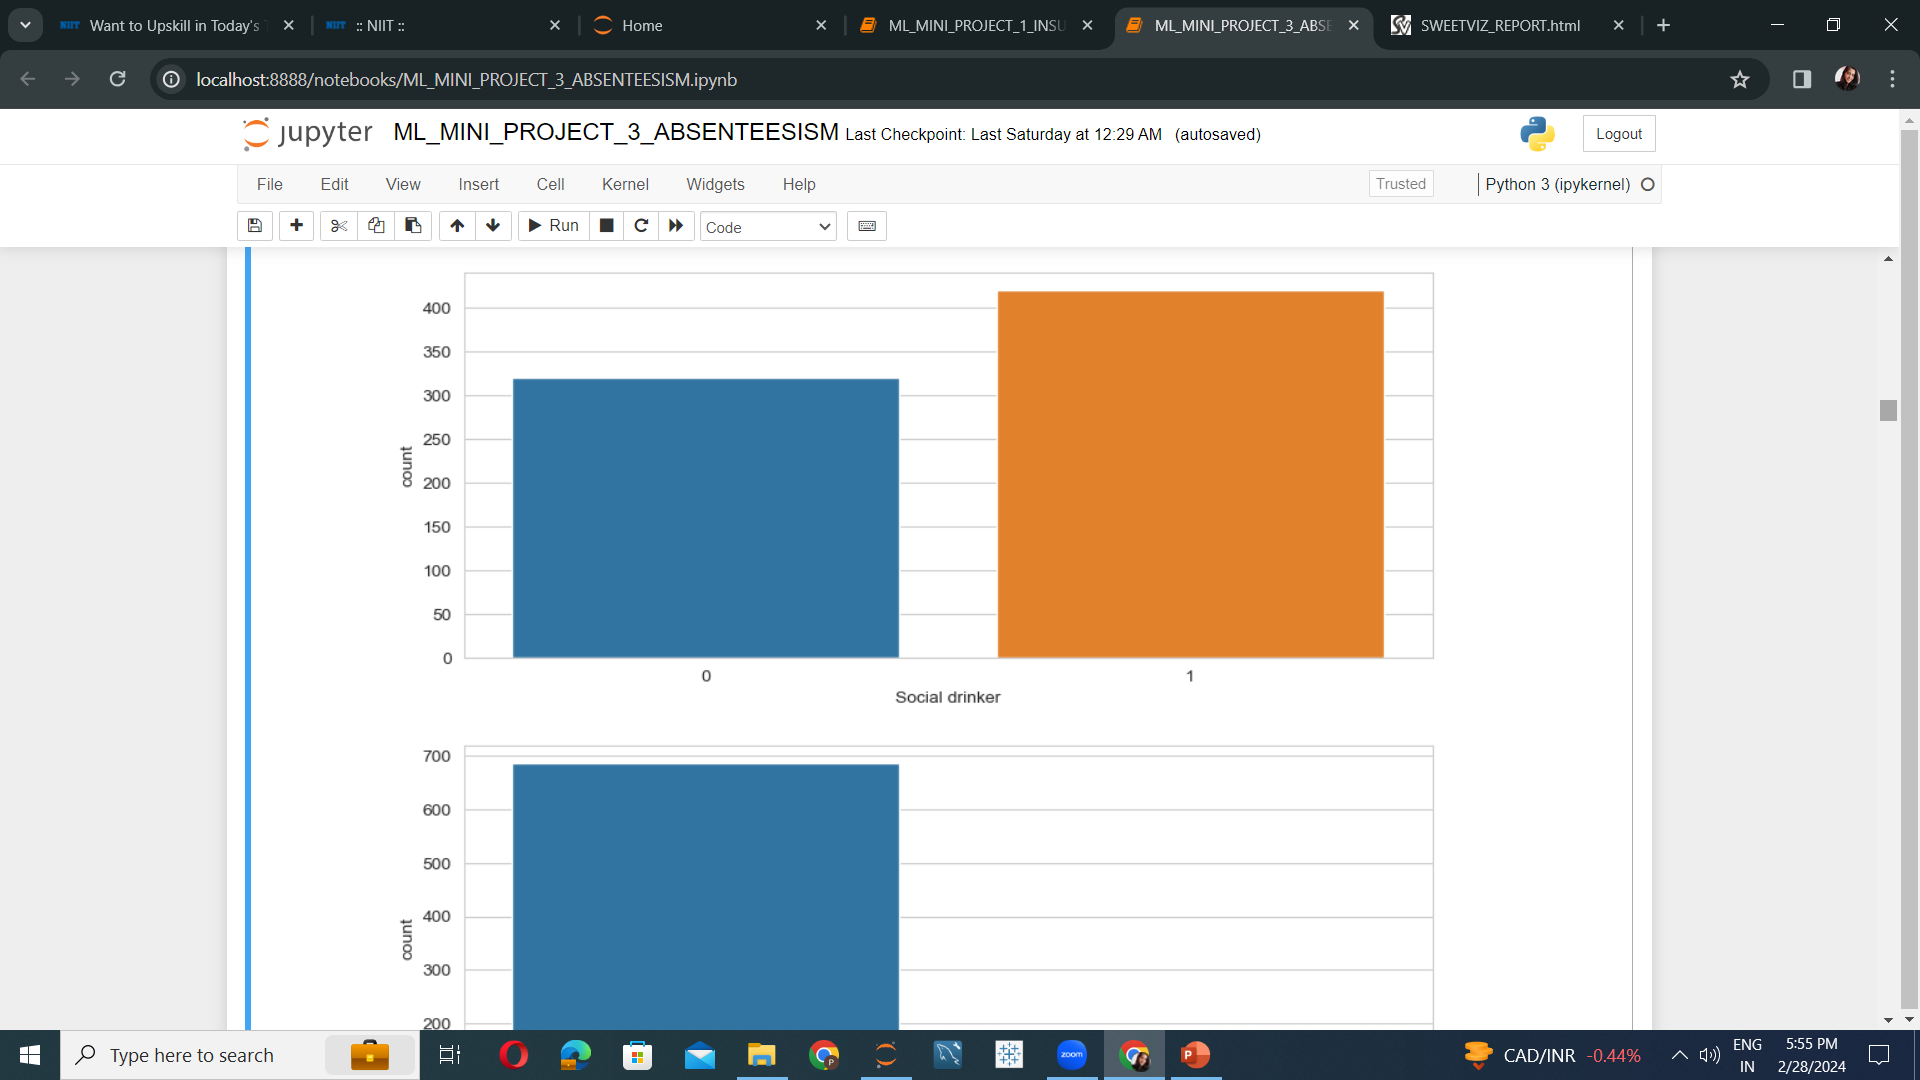 NIIT Want to Upskill in Today's
NIIT :: NIIT ::
Home
ML_MINI_PROJECT_1_INSU
ML_MINI_PROJECT_3_ABSE
SWEETVIZ_REPORT.html
localhost:8888/notebooks/ML_MINI_PROJECT_3_ABSENTEESISM.ipynb
jupyter ML_MINI_PROJECT_3_ABSENTEESISM Last Checkpoint: Last Saturday at 12:29 AM (autosaved)
Logout
File Edit View Insert Cell Kernel Widgets Help
Trusted
Python 3 (ipykernel)
Run
Code
400
350
300
250
200
150
100
50
0
count
0 1
Social drinker
700
600
500
400
300
200
count
Type here to search
zoom
P
P
CAD/INR -0.44%
ENG
IN
5:55 PM
2/28/2024